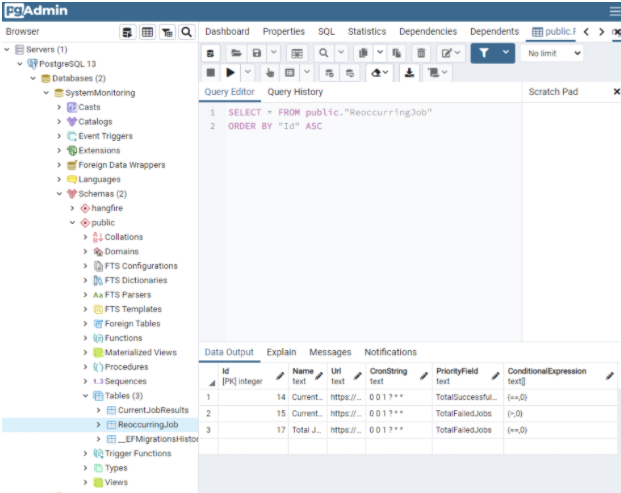 pgAdmin
Browser
Dashboard Properties SQL Statistics Dependencies Dependents public.
Servers (1)
PostgreSQL 13
Databases (2)
SystemMonitoring
Casts
Catalogs
Event Triggers
Extensions
Foreign Data Wrappers
Languages
Schemas (2)
hangfire
public
Collations
Domains
FTS Configurations
FTS Dictionaries
FTS Parsers
FTS Templates
Foreign Tables
Functions
Materialized Views
Procedures
1..3 Sequences
Tables (3)
CurrentJobResults
ReoccurringJob
__EFMigrationsHisto
Trigger Functions
Types
Views
No limit
Query Editor Query History
Scratch Pad
1 SELECT * FROM public."ReoccurringJob"
2 ORDER BY "Id" ASC
Data Output Explain Messages Notifications
Id Name Url CronString PriorityField ConditionalExpression
[PK] integer text text text text text[]
1 14 Current... https://... 0 0 1 ? * * TotalSuccessful... {==,0}
2 15 Current... https://... 0 0 1 ? * * TotalFailedJobs {>,0}
3 17 Total J... https://... 0 0 1 ? * * TotalFailedJobs {==,0}